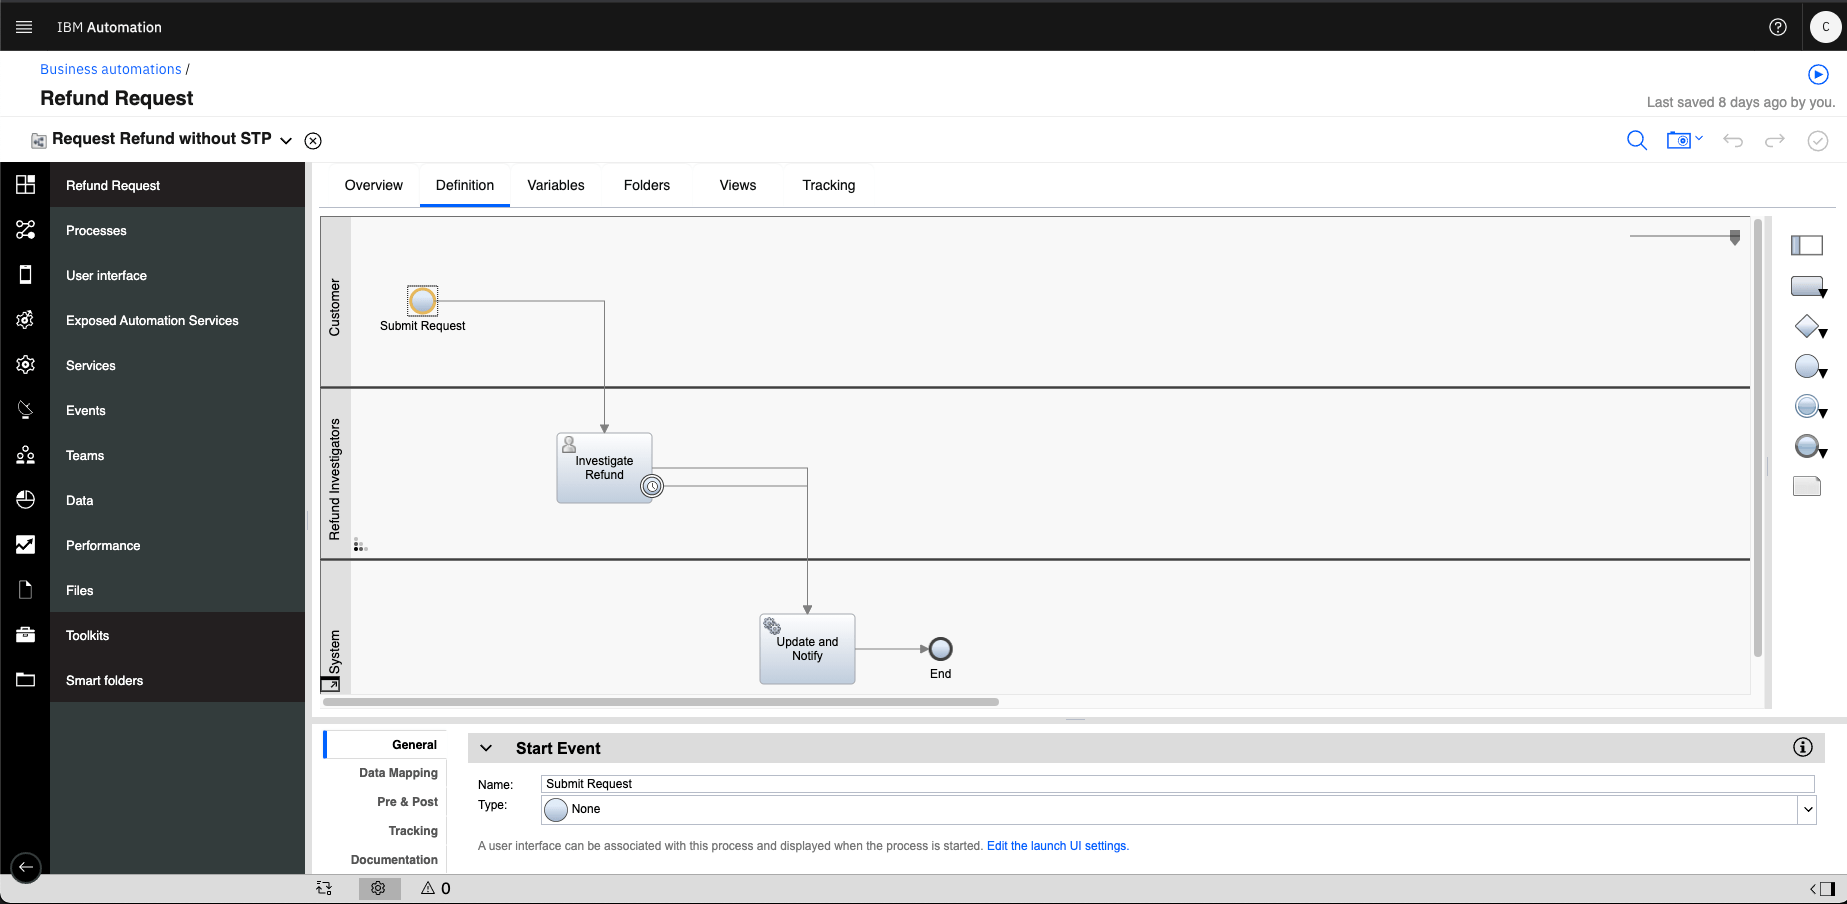 IBM Automation
C
Business automations /
Refund Request
Last saved 8 days ago by you.
Request Refund without STP
Refund Request
Processes
User interface
Exposed Automation Services
Services
Events
Teams
Data
Performance
Files
Toolkits
Smart folders
Overview
Definition
Variables
Folders
Views
Tracking
Customer
Submit Request
Refund Investigators
Investigate
Refund
System
Update and
Notify
End
General
Data Mapping
Pre & Post
Tracking
Documentation
Start Event
Name:
Submit Request
Type:
None
A user interface can be associated with this process and displayed when the process is started. Edit the launch UI settings.
0